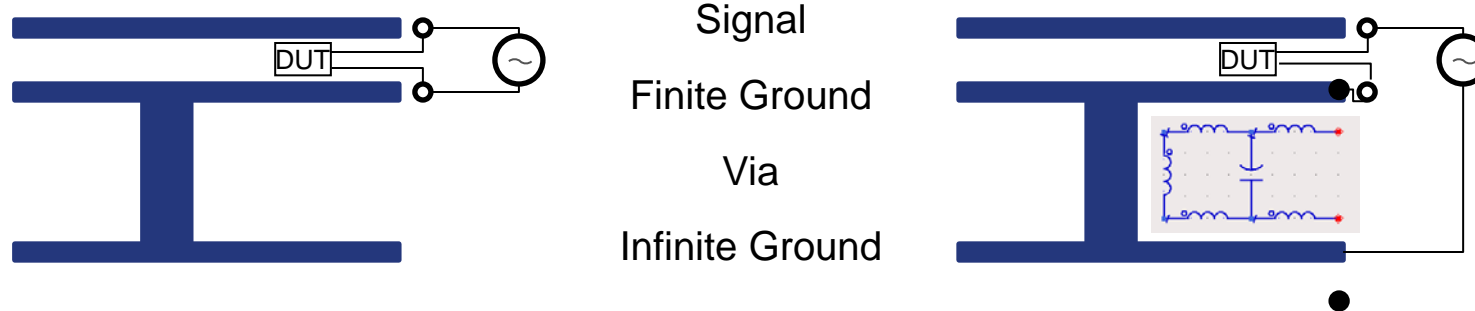 Signal
DUT
DUT
Finite Ground
Via
Infinite Ground